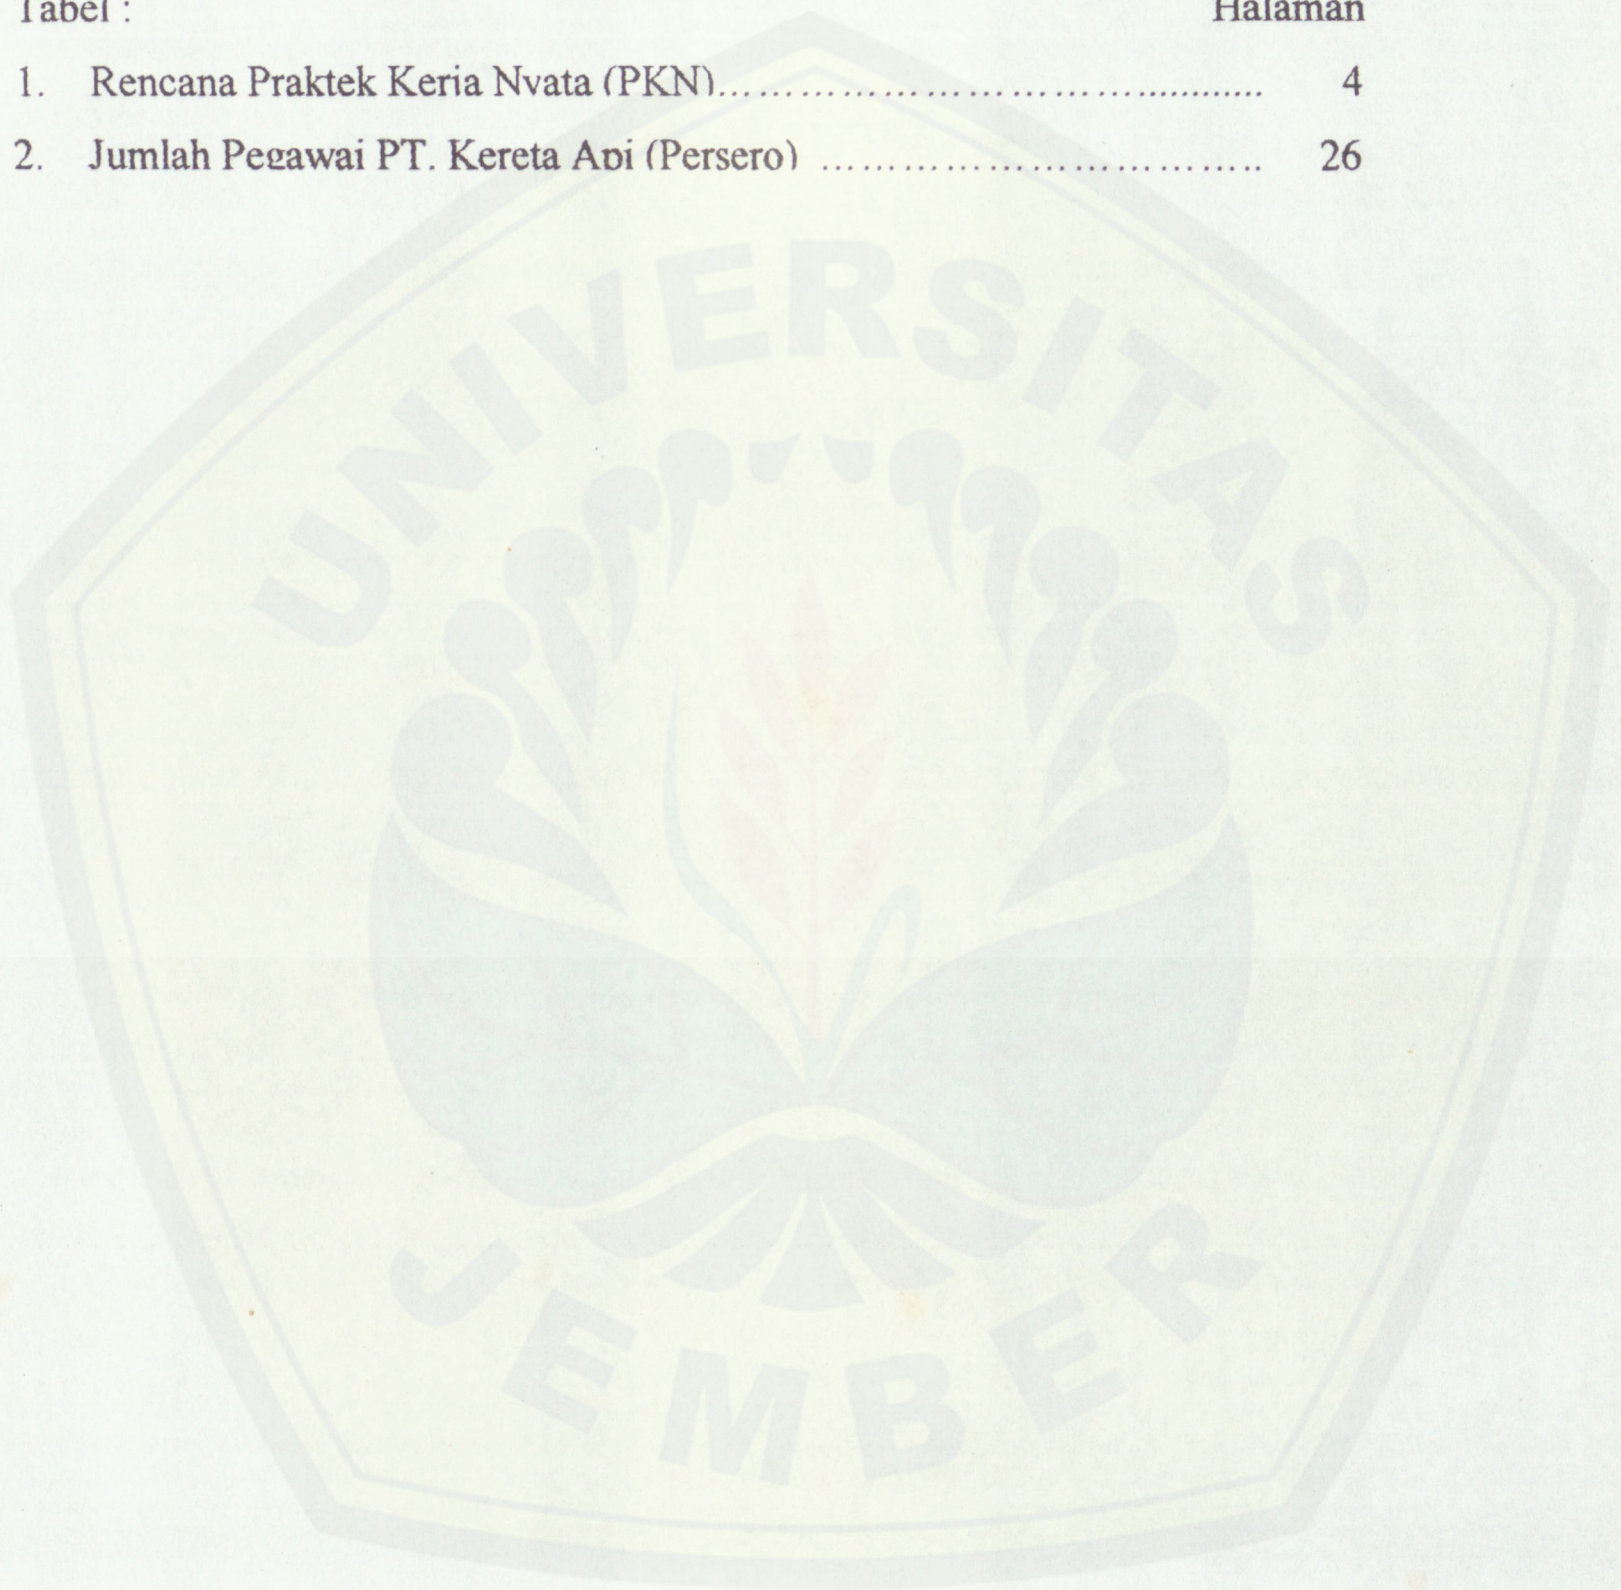 Tabel : Halaman
1. Rencana Praktek Kerja Nyata (PKN)................................................ 4
2. Jumlah Pegawai PT. Kereta Api (Persero) ................................... 26
UNIVERSITAS
JEMBER